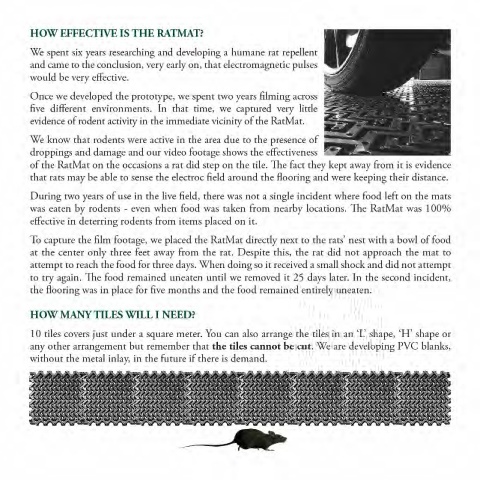 HOW EFFECTIVE IS THE RATMAT?
We spent six years researching and developing a humane rat repellent
and came to the conclusion, very early on, that electromagnetic pulses
would be very effective.
Once we developed the prototype, we spent two years filming across
five different environments. In that time, we captured very little
evidence of rodent activity in the immediate vicinity of the RatMat.
We know that rodents were active in the area due to the presence of
droppings and damage and our video footage shows the effectiveness
of the RatMat on the occasions a rat did step on the tile. The fact they kept away from it is evidence
that rats may be able to sense the electroc field around the flooring and were keeping their distance.
During two years of use in the live field, there was not a single incident where food left on the mats
was eaten by rodents - even when food was taken from nearby locations. The RatMat was 100%
effective in deterring rodents from items placed on it.
To capture the film footage, we placed the RatMat directly next to the rats' nest with a bowl of food
at the center only three feet away from the rat. Despite this, the rat did not approach the mat to
attempt to reach the food for three days. When doing so it received a small shock and did not attempt
to try again. The food remained uneaten until we removed it 25 days later. In the second incident,
the flooring was in place for five months and the food remained entirely uneaten.
HOW MANY TILES WILL I NEED?
10 tiles covers just under a square meter. You can also arrange the tiles in an 'L' shape, 'H' shape or
any other arrangement but remember that the tiles cannot be cut. We are developing PVC blanks,
without the metal inlay, in the future if there is demand.